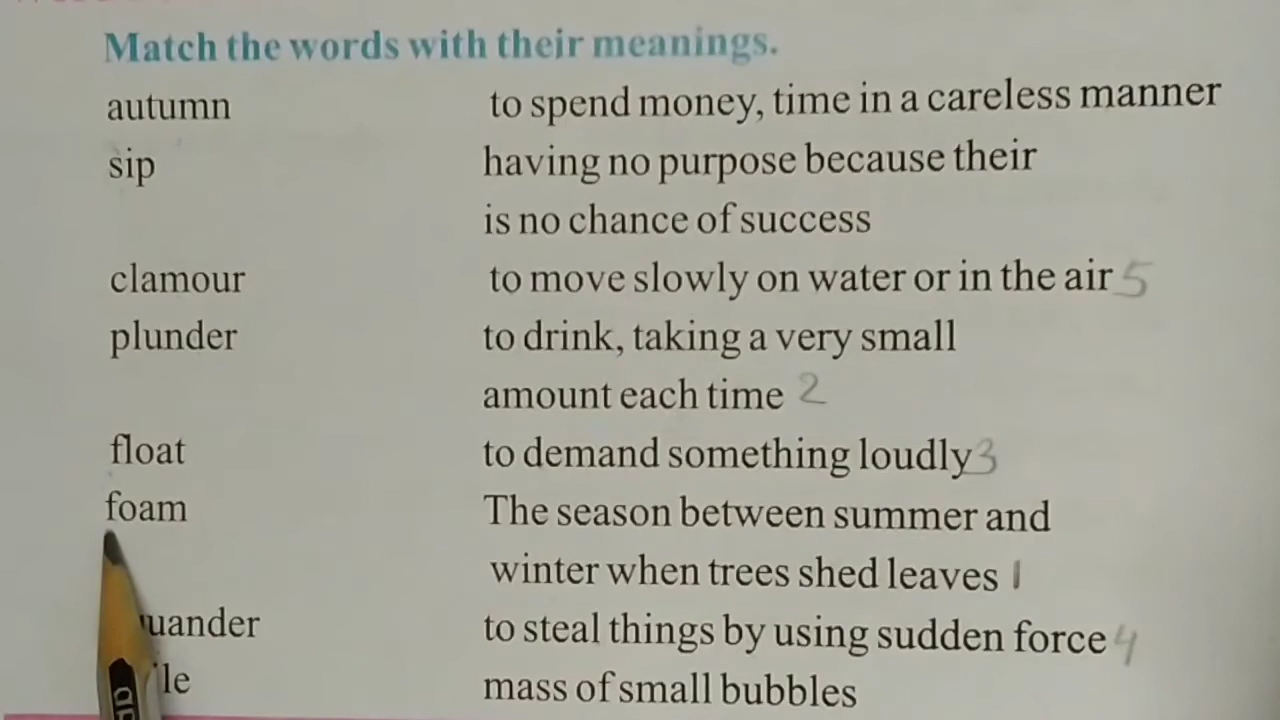 Match the words with their meanings.
autumn to spend money, time in a careless manner
sip having no purpose because their
is no chance of success
clamour to move slowly on water or in the air 5
plunder to drink, taking a very small
amount each time 2
float to demand something loudly 3
foam The season between summer and
winter when trees shed leaves 1
uander to steal things by using sudden force 4
ile mass of small bubbles